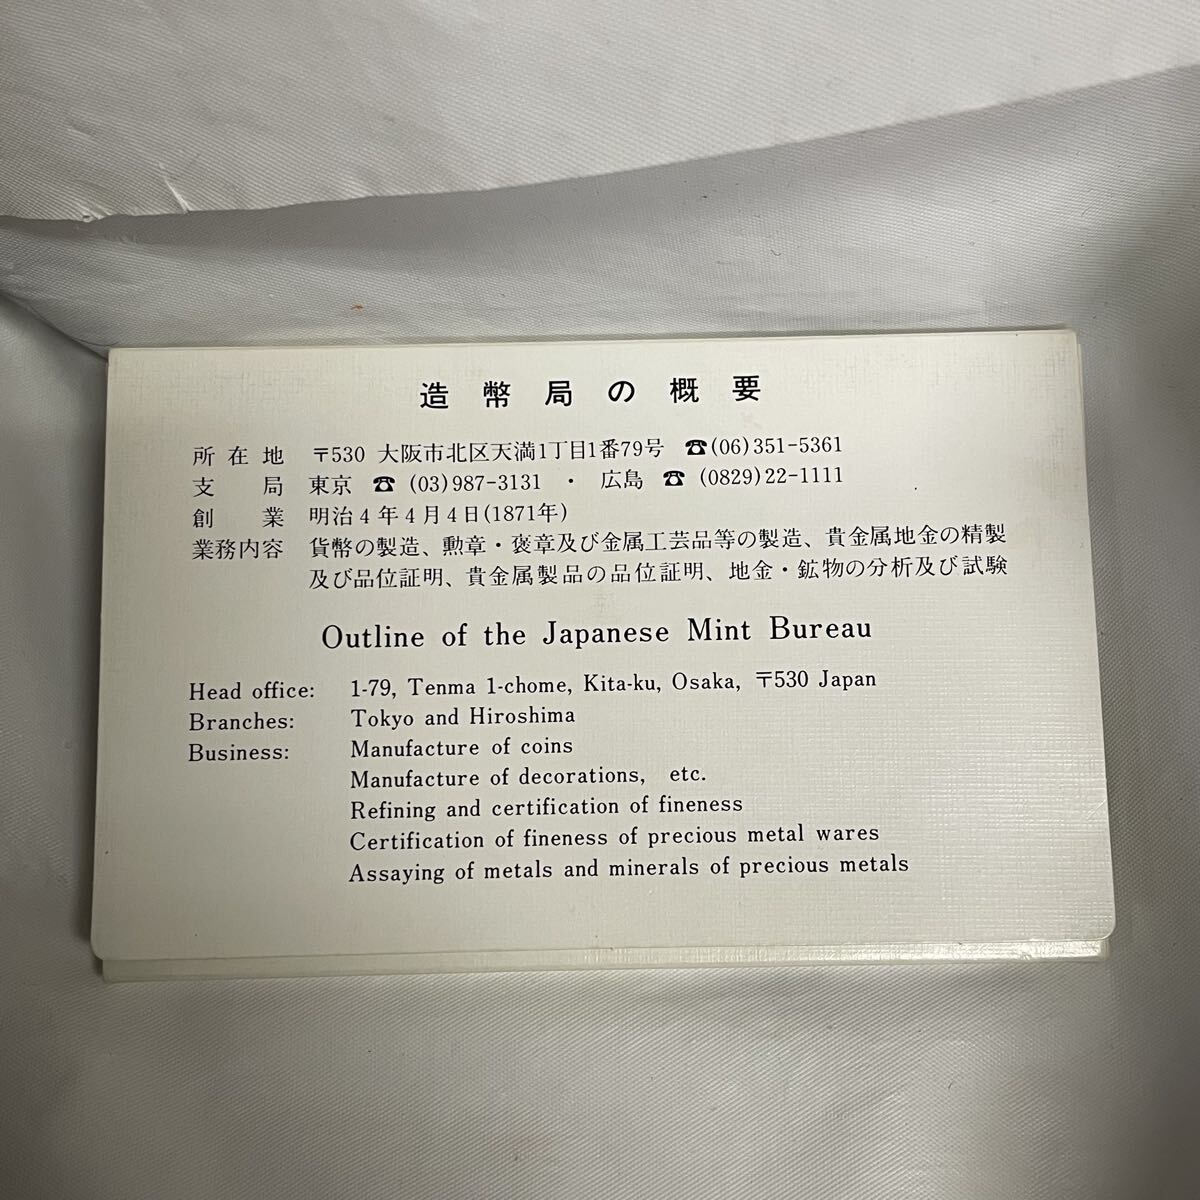 造幣局の概要
所在地 〒530 大阪市北区天満1丁目1番79号 ☎(06)351-5361
支局 東京 ☎ (03)987-3131 ・ 広島 ☎ (0829)22-1111
創業 明治4年4月4日(1871年)
業務内容 貨幣の製造、勲章・褒章及び金属工芸品等の製造、貴金属地金の精製
及び品位証明、貴金属製品の品位証明、地金・鉱物の分析及び試験
Outline of the Japanese Mint Bureau
Head office: 1-79, Tenma 1-chome, Kita-ku, Osaka, 〒530 Japan
Branches: Tokyo and Hiroshima
Business: Manufacture of coins
Manufacture of decorations, etc.
Refining and certification of fineness
Certification of fineness of precious metal wares
Assaying of metals and minerals of precious metals